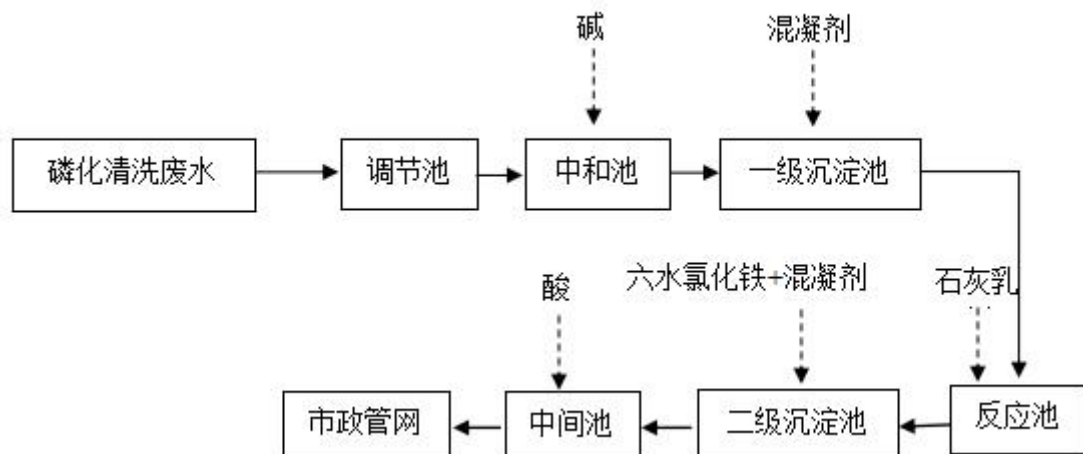 碱
混凝剂
磷化清洗废水
调节池
中和池
一级沉淀池
酸
六水氯化铁+混凝剂
石灰乳
市政管网
中间池
二级沉淀池
反应池